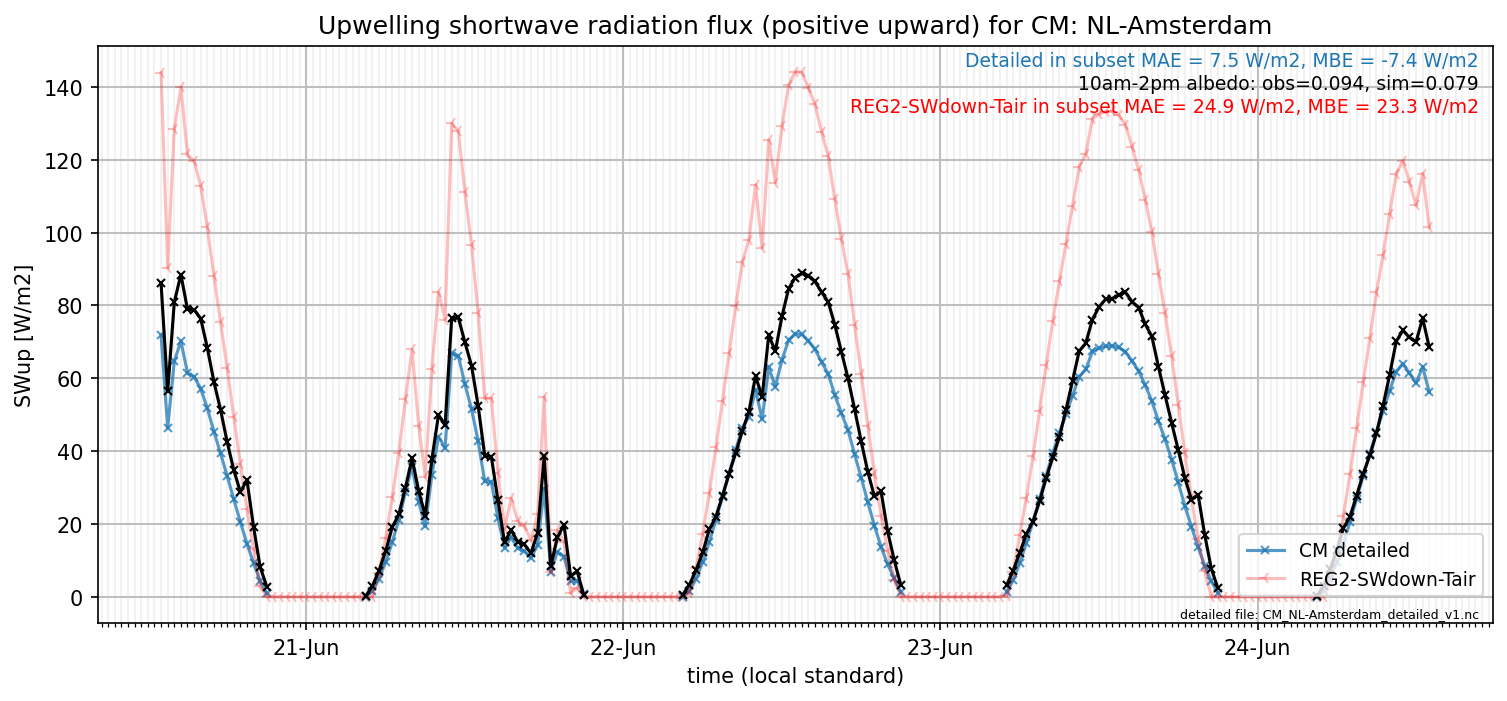 Upwelling shortwave radiation flux (positive upward) for CM: NL-Amsterdam
Detailed in subset MAE = 7.5 W/m2, MBE = -7.4 W/m2
10am-2pm albedo: obs=0.094, sim=0.079
REG2-SWdown-Tair in subset MAE = 24.9 W/m2, MBE = 23.3 W/m2
SWup [W/m2]
140
120
100
80
60
40
20
0
CM detailed
REG2-SWdown-Tair
detailed file: CM_NL-Amsterdam_detailed_v1.nc
21-Jun
22-Jun
23-Jun
24-Jun
time (local standard)